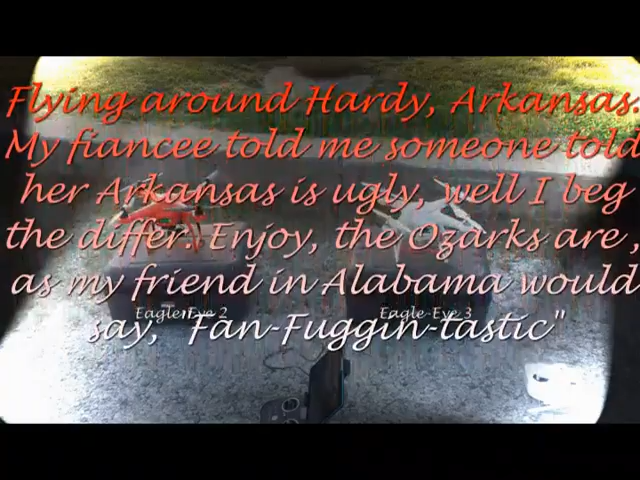 Flying around Hardy, Arkansas.
My fiancee told me someone told
her Arkansas is ugly, well I beg
the differ. Enjoy, the Ozarks are ,
as my friend in Alabama would
Eagle-Eye 2 Eagle-Eye 3
say, "Fan-Fuggin-tastic"